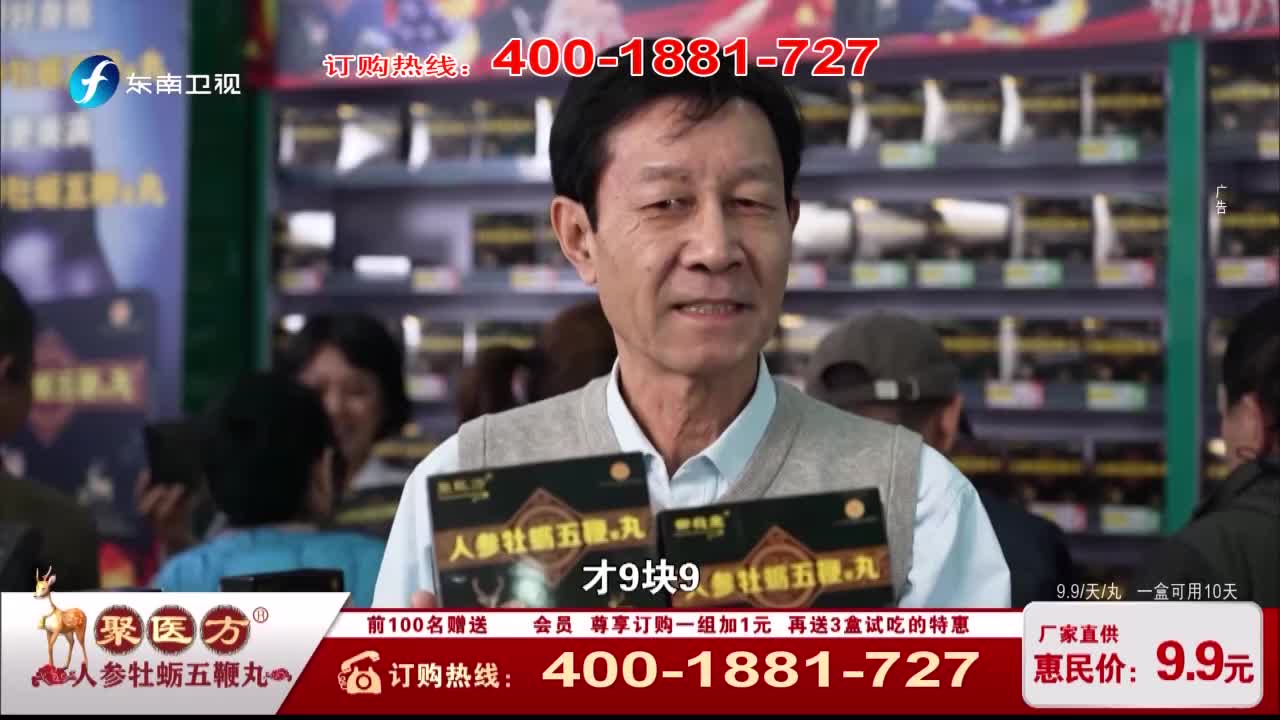 订购热线：400-1881-727
东南卫视
广告
人参牡蛎五鞭丸
人参牡蛎五鞭丸
才9块9
9.9/天/丸 一盒可用10天
聚医方®
人参牡蛎五鞭丸
前100名赠送 会员 尊享订购一组加1元 再送3盒试吃的特惠
订购热线：400-1881-727
厂家直供
惠民价：9.9元